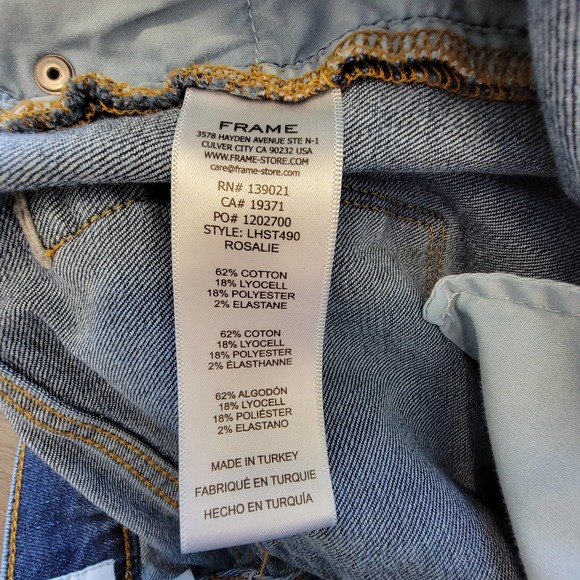 FRAME
3578 HAYDEN AVENUE STE N-1
CULVER CITY CA 90232 USA
WWW.FRAME-STORE.COM
care@frame-store.com
RN# 139021
CA# 19371
PO# 1202700
STYLE: LHST490
ROSALIE
62% COTTON
18% LYOCELL
18% POLYESTER
2% ELASTANE
62% COTON
18% LYOCELL
18% POLYESTER
2% ÉLASTHANNE
62% ALGODÓN
18% LYOCELL
18% POLIÉSTER
2% ELASTANO
MADE IN TURKEY
FABRIQUÉ EN TURQUIE
HECHO EN TURQUÍA